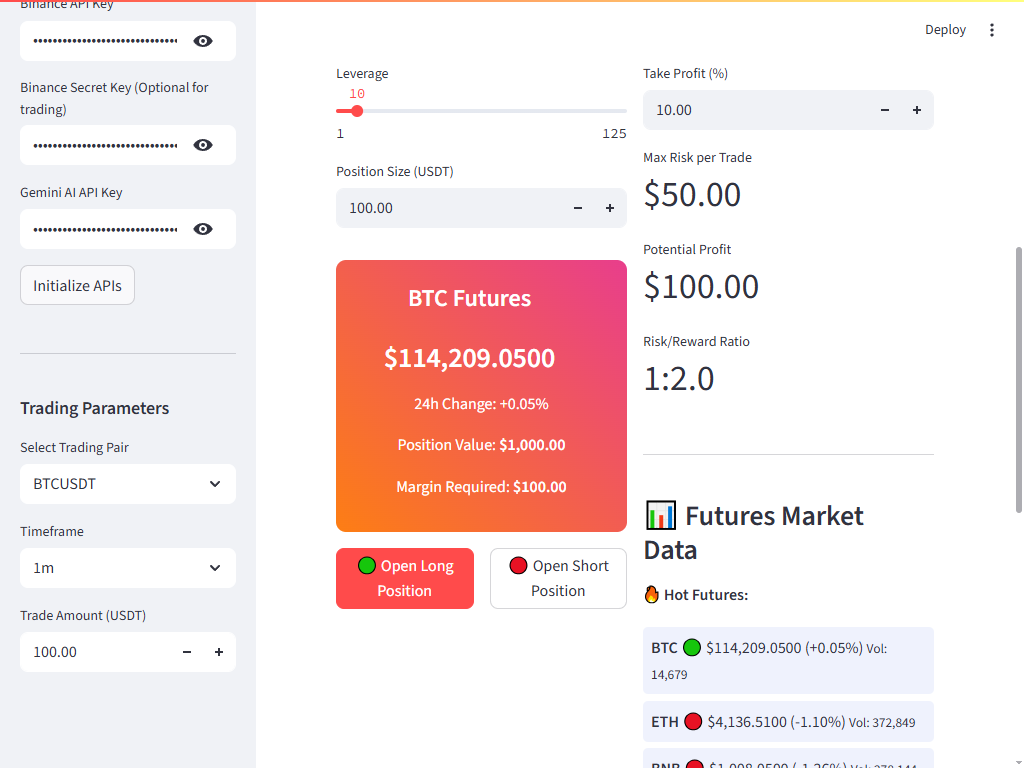 Binance API Key
••••••••••••••••••••••••••••••
Binance Secret Key (Optional for
trading)
••••••••••••••••••••••••••••••
Gemini AI API Key
••••••••••••••••••••••••••••••
Initialize APIs
Trading Parameters
Select Trading Pair
BTCUSDT
Timeframe
1m
Trade Amount (USDT)
100.00
Deploy
Leverage
10
1 125
Position Size (USDT)
100.00
BTC Futures
$114,209.0500
24h Change: +0.05%
Position Value: $1,000.00
Margin Required: $100.00
Open Long
Position
Open Short
Position
Take Profit (%)
10.00
Max Risk per Trade
$50.00
Potential Profit
$100.00
Risk/Reward Ratio
1:2.0
📊 Futures Market
Data
🔥 Hot Futures:
BTC 🟢 $114,209.0500 (+0.05%) Vol:
14,679
ETH 🔴 $4,136.5100 (-1.10%) Vol: 372,849
BNB